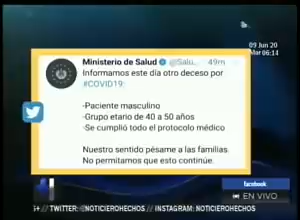 09 Jun 20
Mar 06:14
Ministerio de Salud @Salu... 49m
Informamos este día otro deceso por
#COVID19:
-Paciente masculino
-Grupo etario de 40 a 50 años
-Se cumplió todo el protocolo médico
Nuestro sentido pésame a las familias.
No permitamos que esto continúe.
facebook
EN VIVO
S// TWITTER: @NOTICIEROHECHOS // INSTAGRAM: NOTICIEROHECHOS